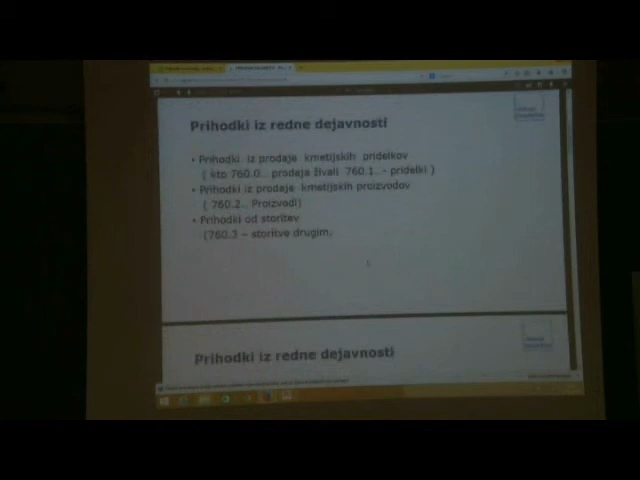 Prihodki iz redne dejavnosti
• Prihodki iz prodaje kmetijskih pridelkov
( kto 760.0.. prodaja živali 760.1..- pridelki )
• Prihodki iz prodaje kmetijskih proizvodov
( 760.2.. Proizvodi)
• Prihodki od storitev
(760.3 – storitve drugim.
Prihodki iz redne dejavnosti